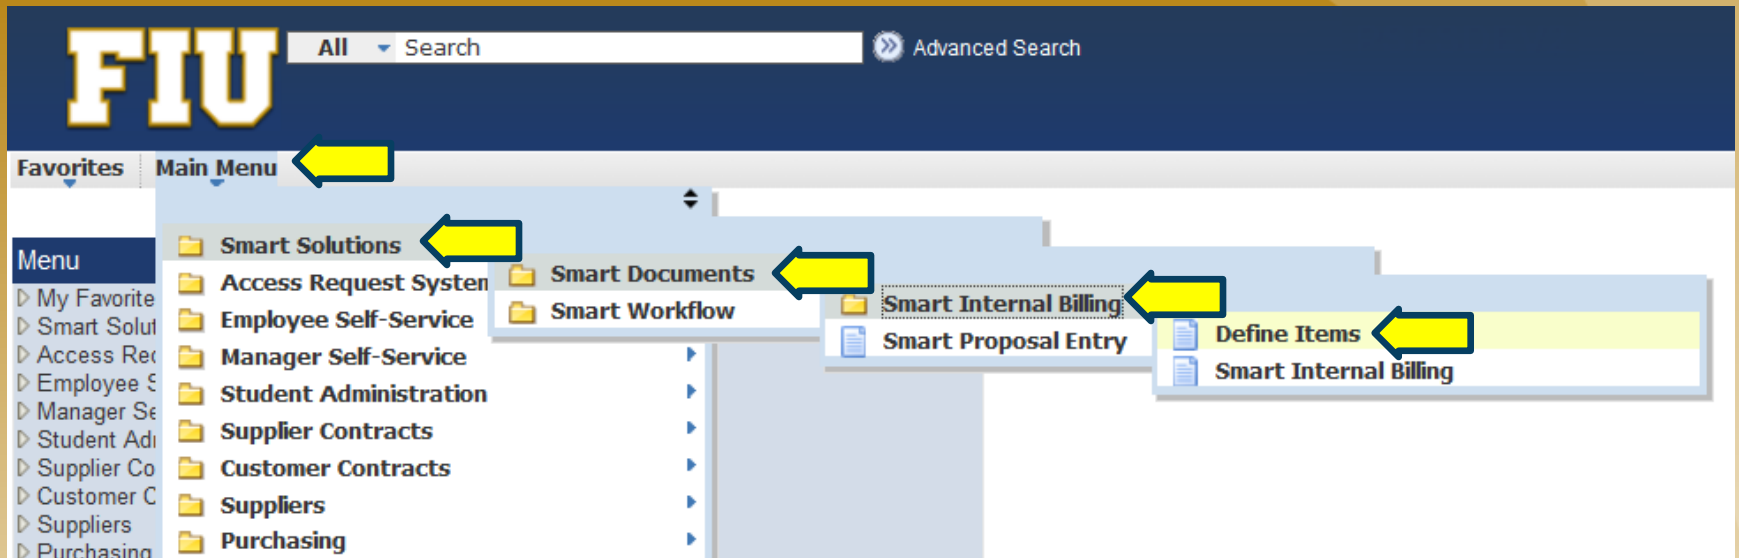 FIU
All Search Advanced Search
Favorites Main Menu
Menu
My Favorite
Smart Solut
Access Rec
Employee S
Manager Se
Student Adı
Supplier Co
Customer C
Suppliers
Purchasing
Smart Solutions
Access Request System
Employee Self-Service
Manager Self-Service
Student Administration
Supplier Contracts
Customer Contracts
Suppliers
Purchasing
Smart Documents
Smart Workflow
Smart Internal Billing
Smart Proposal Entry
Define Items
Smart Internal Billing